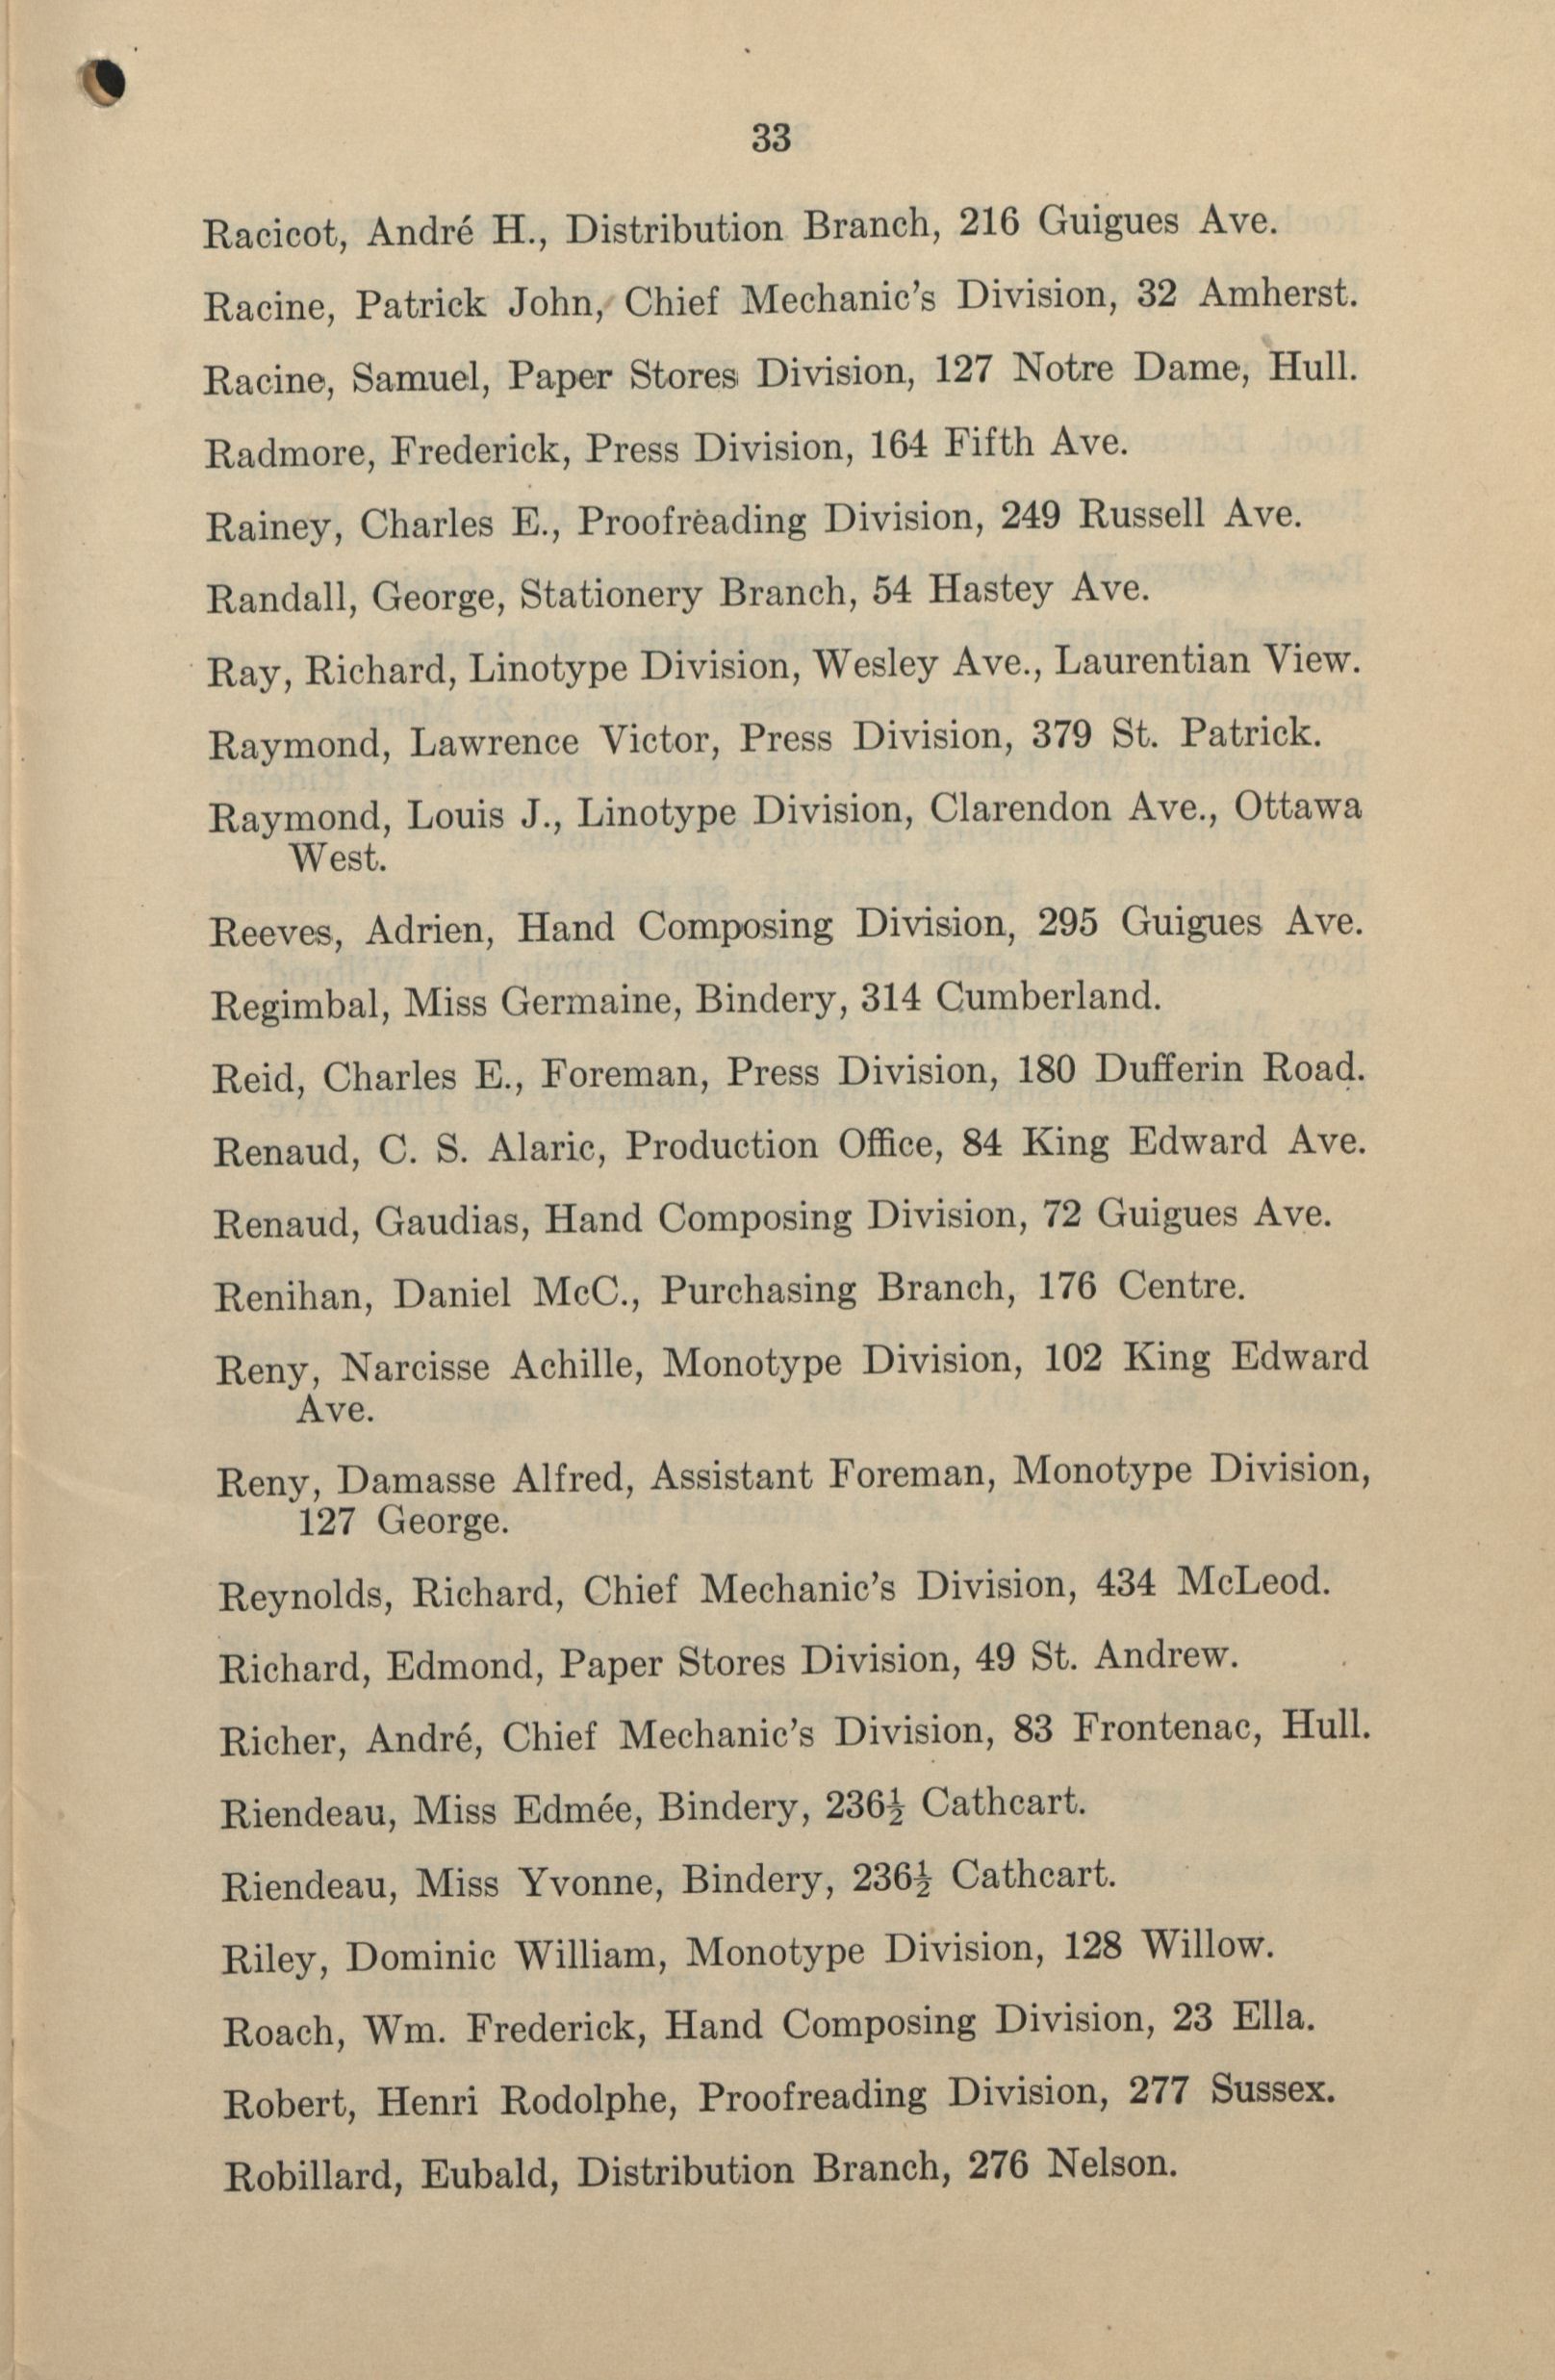 33
Racicot, André H., Distribution Branch, 216 Guigues Ave.
Racine, Patrick John, Chief Mechanic's Division, 32 Amherst.
Racine, Samuel, Paper Stores Division, 127 Notre Dame, Hull.
Radmore, Frederick, Press Division, 164 Fifth Ave.
Rainey, Charles E., Proofreading Division, 249 Russell Ave.
Randall, George, Stationery Branch, 54 Hastey Ave.
Ray, Richard, Linotype Division, Wesley Ave., Laurentian View.
Raymond, Lawrence Victor, Press Division, 379 St. Patrick.
Raymond, Louis J., Linotype Division, Clarendon Ave., Ottawa
West.
Reeves, Adrien, Hand Composing Division, 295 Guigues Ave.
Regimbal, Miss Germaine, Bindery, 314 Cumberland.
Reid, Charles E., Foreman, Press Division, 180 Dufferin Road.
Renaud, C. S. Alaric, Production Office, 84 King Edward Ave.
Renaud, Gaudias, Hand Composing Division, 72 Guigues Ave.
Renihan, Daniel McC., Purchasing Branch, 176 Centre.
Reny, Narcisse Achille, Monotype Division, 102 King Edward
Ave.
Reny, Damasse Alfred, Assistant Foreman, Monotype Division,
127 George.
Reynolds, Richard, Chief Mechanic's Division, 434 McLeod.
Richard, Edmond, Paper Stores Division, 49 St. Andrew.
Richer, André, Chief Mechanic's Division, 83 Frontenac, Hull.
Riendeau, Miss Edmée, Bindery, 236½ Cathcart.
Riendeau, Miss Yvonne, Bindery, 236½ Cathcart.
Riley, Dominic William, Monotype Division, 128 Willow.
Roach, Wm. Frederick, Hand Composing Division, 23 Ella.
Robert, Henri Rodolphe, Proofreading Division, 277 Sussex.
Robillard, Eubald, Distribution Branch, 276 Nelson.